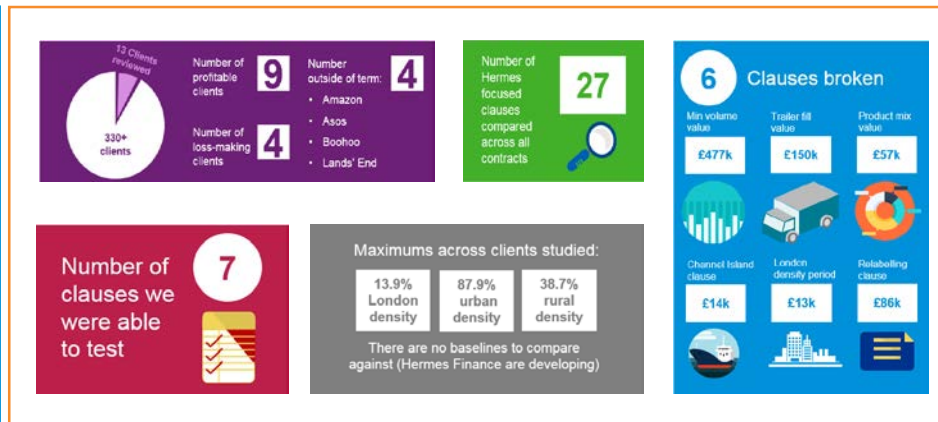 13 Clients
reviewed
330+
clients
Number of
profitable
clients
9
Number of
loss-making
clients
4
Number
outside of term:
4
• Amazon
• Asos
• Boohoo
• Lands' End
Number of
Hermes
focused
clauses
compared
across all
contracts
27
6
Clauses broken
Min volume
value
£477k
Trailer fill
value
£150k
Product mix
value
£57k
Channel Island
clause
£14k
London
density period
£13k
Relabelling
clause
£86k
Number of
clauses we
were able
to test
7
Maximums across clients studied:
13.9%
London
density
87.9%
urban
density
38.7%
rural
density
There are no baselines to compare
against (Hermes Finance are developing)